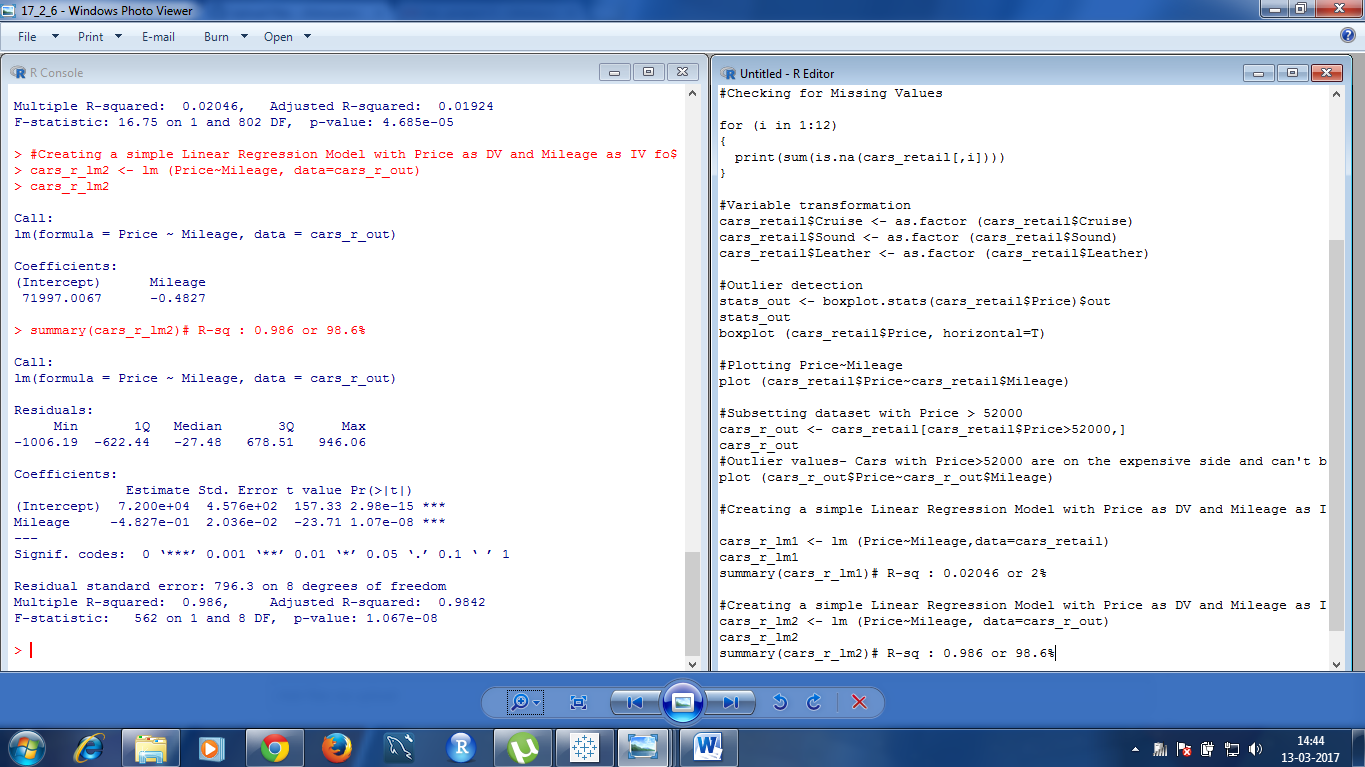 17_2_6 - Windows Photo Viewer
File Print E-mail Burn Open
R Console
Multiple R-squared:  0.02046,   Adjusted R-squared:  0.01924
F-statistic: 16.75 on 1 and 802 DF,  p-value: 4.685e-05
> #Creating a simple Linear Regression Model with Price as DV and Mileage as IV fo$
> cars_r_lm2 <- lm (Price~Mileage, data=cars_r_out)
> cars_r_lm2
Call:
lm(formula = Price ~ Mileage, data = cars_r_out)
Coefficients:
(Intercept)      Mileage
 71997.0067      -0.4827
> summary(cars_r_lm2)# R-sq : 0.986 or 98.6%
Call:
lm(formula = Price ~ Mileage, data = cars_r_out)
Residuals:
     Min       1Q   Median       3Q      Max
-1006.19  -622.44   -27.48   678.51   946.06
Coefficients:
              Estimate Std. Error t value Pr(>|t|)
(Intercept)  7.200e+04  4.576e+02  157.33 2.98e-15 ***
Mileage     -4.827e-01  2.036e-02  -23.71 1.07e-08 ***
---
Signif. codes:  0 ‘***’ 0.001 ‘**’ 0.01 ‘*’ 0.05 ‘.’ 0.1 ‘ ’ 1
Residual standard error: 796.3 on 8 degrees of freedom
Multiple R-squared:  0.986,     Adjusted R-squared:  0.9842
F-statistic:   562 on 1 and 8 DF,  p-value: 1.067e-08
>
Untitled - R Editor
#Checking for Missing Values
for (i in 1:12)
{
  print(sum(is.na(cars_retail[,i])))
}
#Variable transformation
cars_retail$Cruise <- as.factor (cars_retail$Cruise)
cars_retail$Sound <- as.factor (cars_retail$Sound)
cars_retail$Leather <- as.factor (cars_retail$Leather)
#Outlier detection
stats_out <- boxplot.stats(cars_retail$Price)$out
stats_out
boxplot (cars_retail$Price, horizontal=T)
#Plotting Price~Mileage
plot (cars_retail$Price~cars_retail$Mileage)
#Subsetting dataset with Price > 52000
cars_r_out <- cars_retail[cars_retail$Price>52000,]
cars_r_out
#Outlier values- Cars with Price>52000 are on the expensive side and can't b
plot (cars_r_out$Price~cars_r_out$Mileage)
#Creating a simple Linear Regression Model with Price as DV and Mileage as I
cars_r_lm1 <- lm (Price~Mileage,data=cars_retail)
cars_r_lm1
summary(cars_r_lm1)# R-sq : 0.02046 or 2%
#Creating a simple Linear Regression Model with Price as DV and Mileage as I
cars_r_lm2 <- lm (Price~Mileage, data=cars_r_out)
cars_r_lm2
summary(cars_r_lm2)# R-sq : 0.986 or 98.6%
14:44
13-03-2017